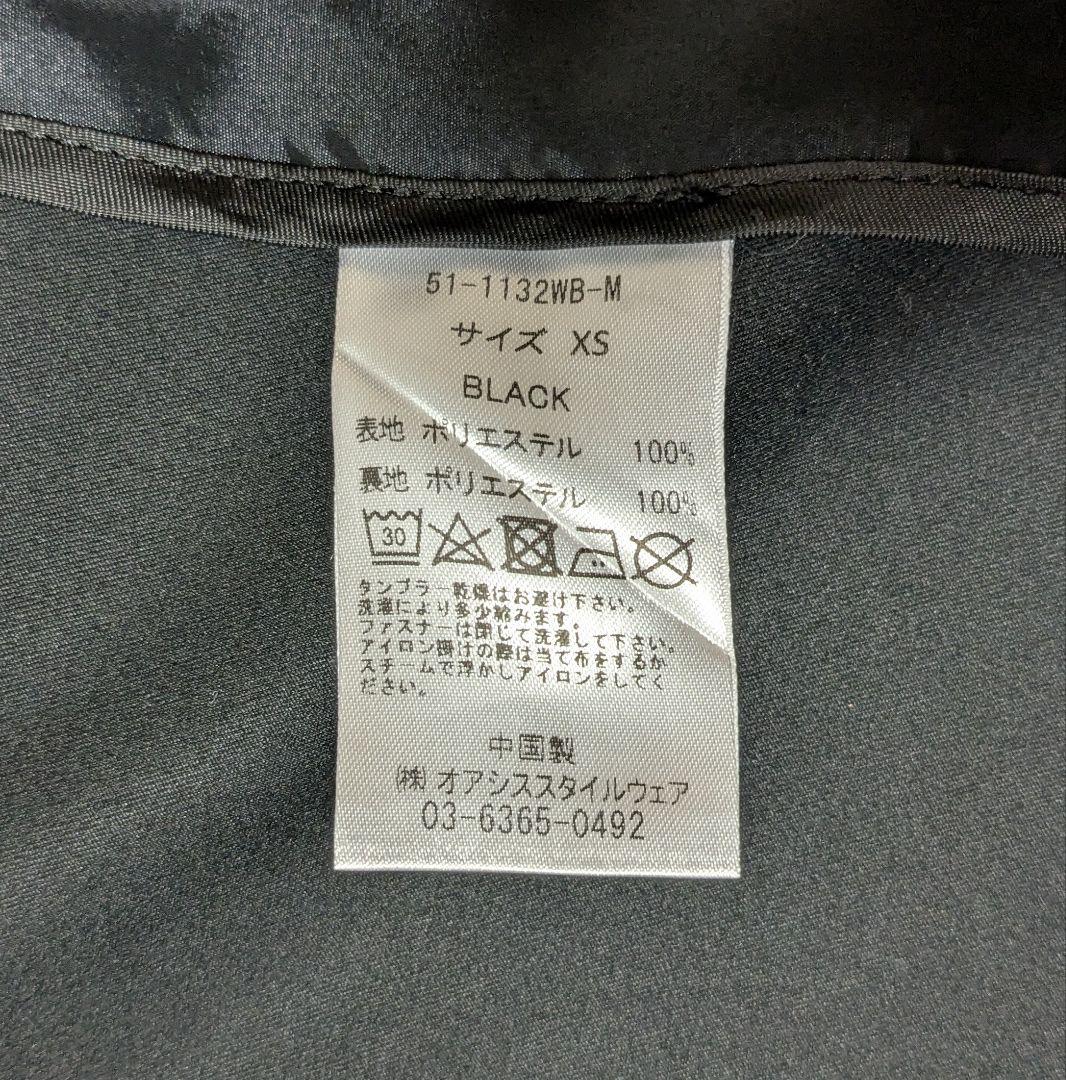 51-1132WB-M
サイズ XS
BLACK
表地 ポリエステル 100%
裏地 ポリエステル 100%
30
タンブラー乾燥はお避け下さい。
洗濯により多少縮みます。
ファスナーは閉じて洗濯して下さい。
アイロン掛けの際は当て布をするか
スチームで浮かしアイロンをしてく
ださい。
中国製
㈱ オアシススタイルウェア
03-6365-0492